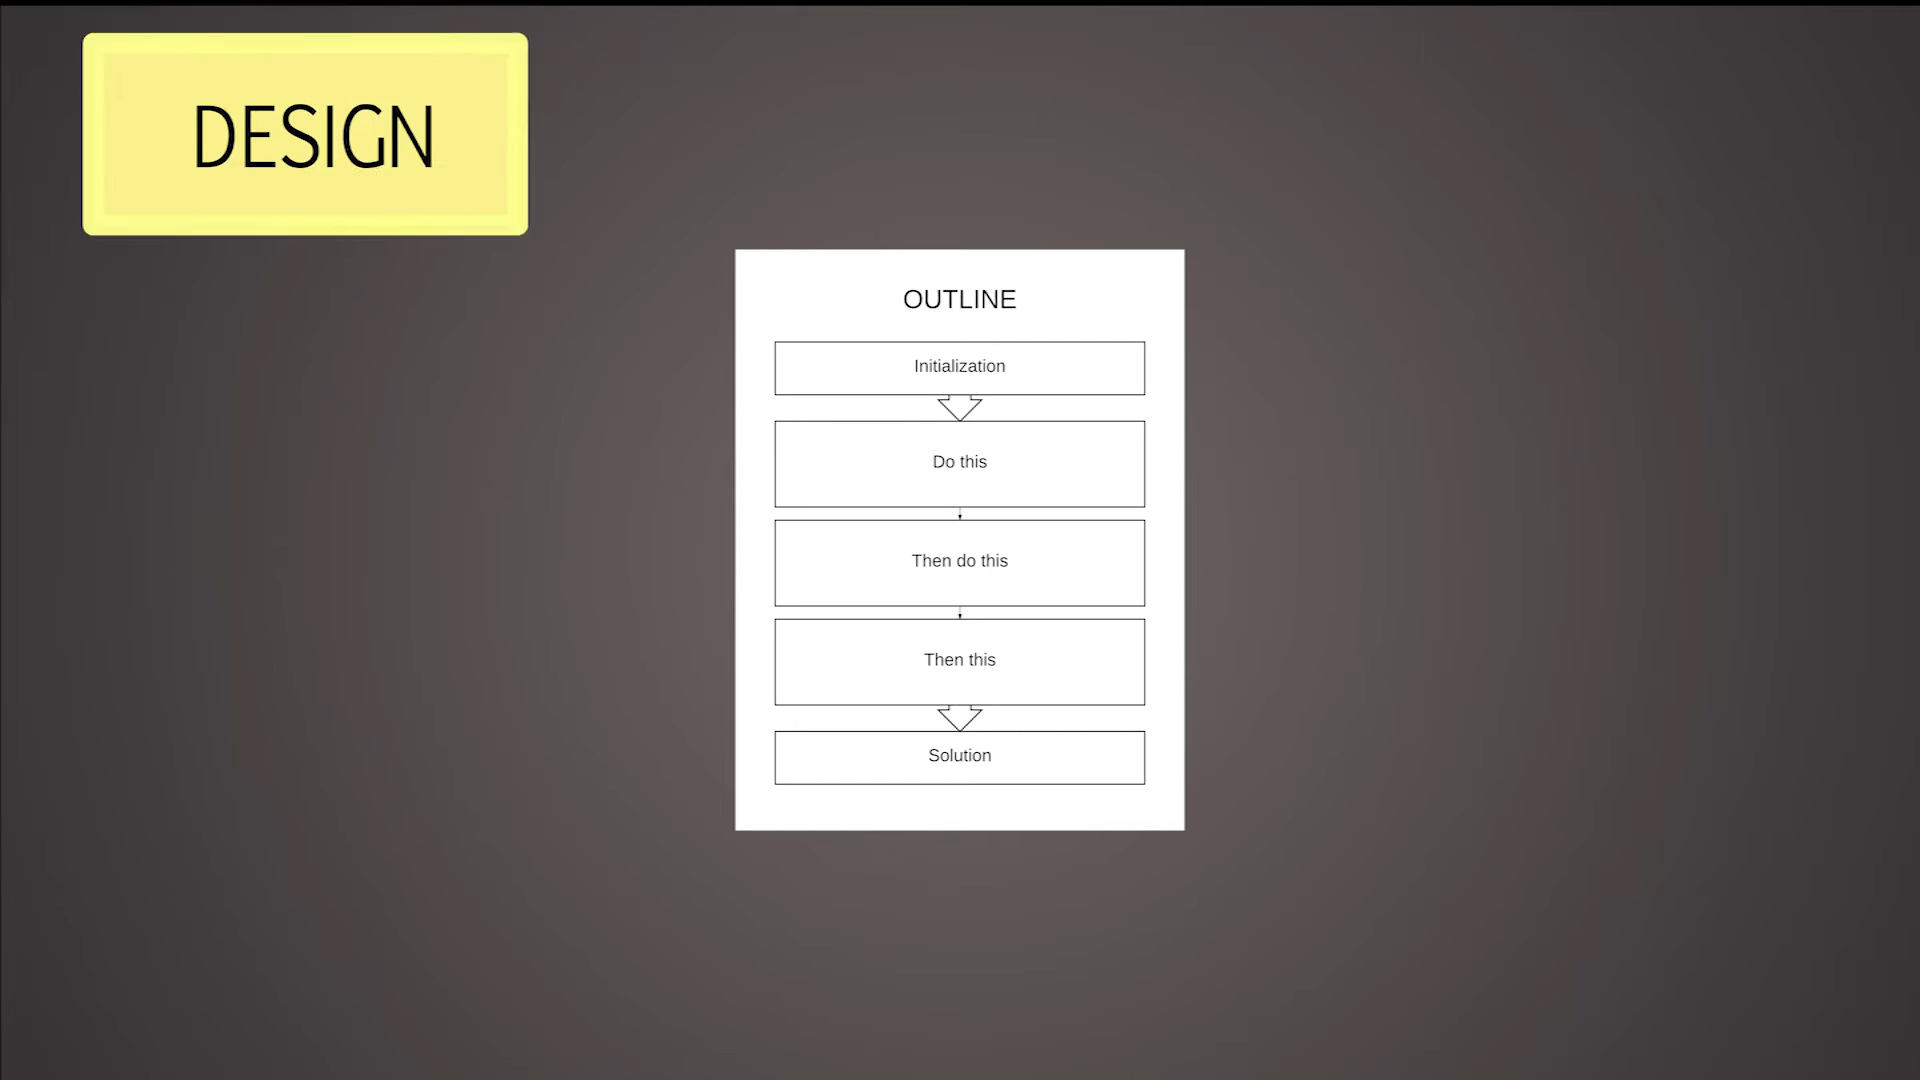 DESIGN
OUTLINE
Initialization
Do this
Then do this
Then this
Solution